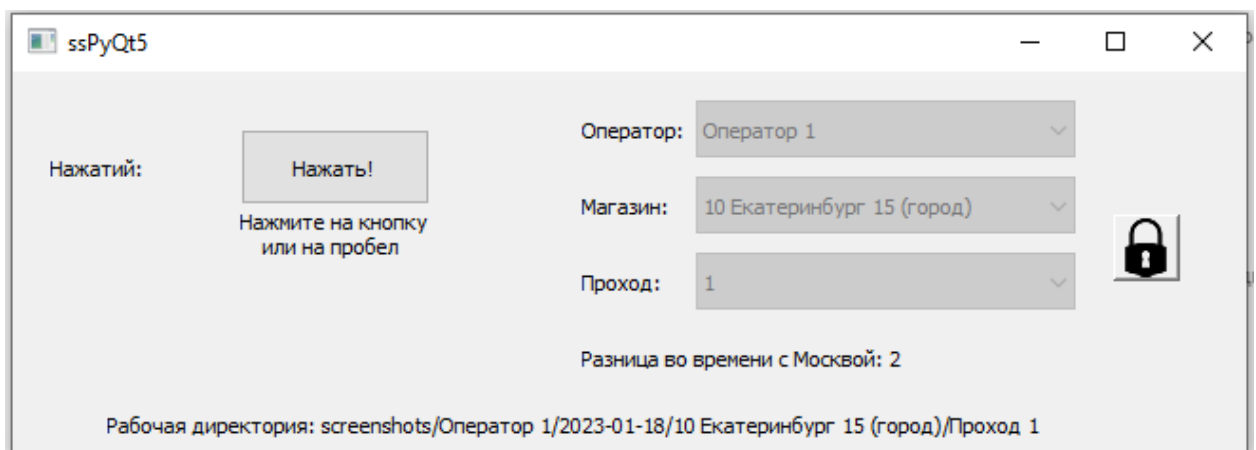 ssPyQt5
Нажатий:
Нажать!
Нажмите на кнопку
или на пробел
Оператор: Оператор 1
Магазин: 10 Екатеринбург 15 (город)
Проход: 1
Разница во времени с Москвой: 2
Рабочая директория: screenshots/Оператор 1/2023-01-18/10 Екатеринбург 15 (город)/Проход 1